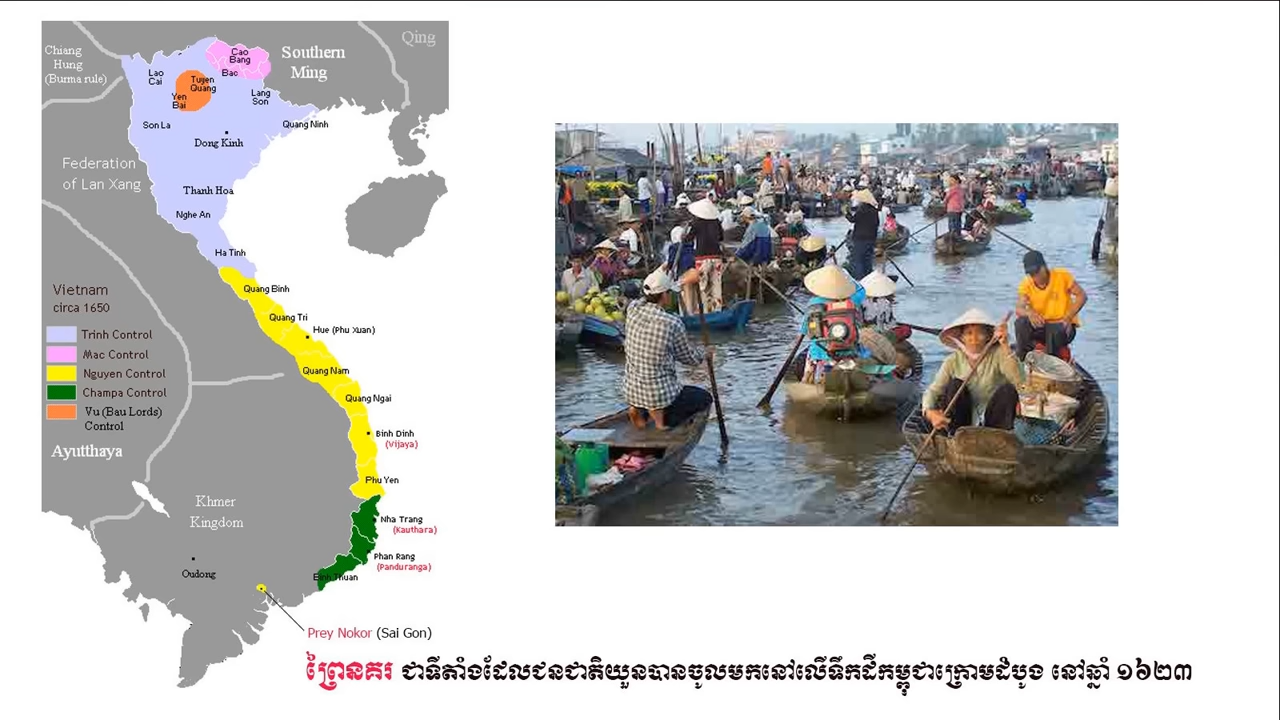 Qing
Chiang
Hung
(Burma rule)
Southern
Ming
Cao
Bang
Bac
Lao
Cai
Tuyen
Quang
Yen
Bai
Lang
Son
Son La
Quang Ninh
Dong Kinh
Federation
of Lan Xang
Thanh Hoa
Nghe An
Ha Tinh
Vietnam
circa 1650
Trinh Control
Mac Control
Nguyen Control
Champa Control
Vu (Bau Lords)
Control
Quang Binh
Quang Tri
Hue (Phu Xuan)
Quang Nam
Quang Ngai
Binh Dinh
(Vijaya)
Ayutthaya
Phu Yen
Khmer
Kingdom
Nha Trang
(Kauthara)
Phan Rang
(Panduranga)
Oudong
Binh Thuan
Prey Nokor (Sai Gon)
ព្រៃនគរ ជាទីតាំងដែលជនជាតិយួនបានចូលមកនៅលើទឹកដីកម្ពុជាក្រោមដំបូង នៅឆ្នាំ ១៦២៣